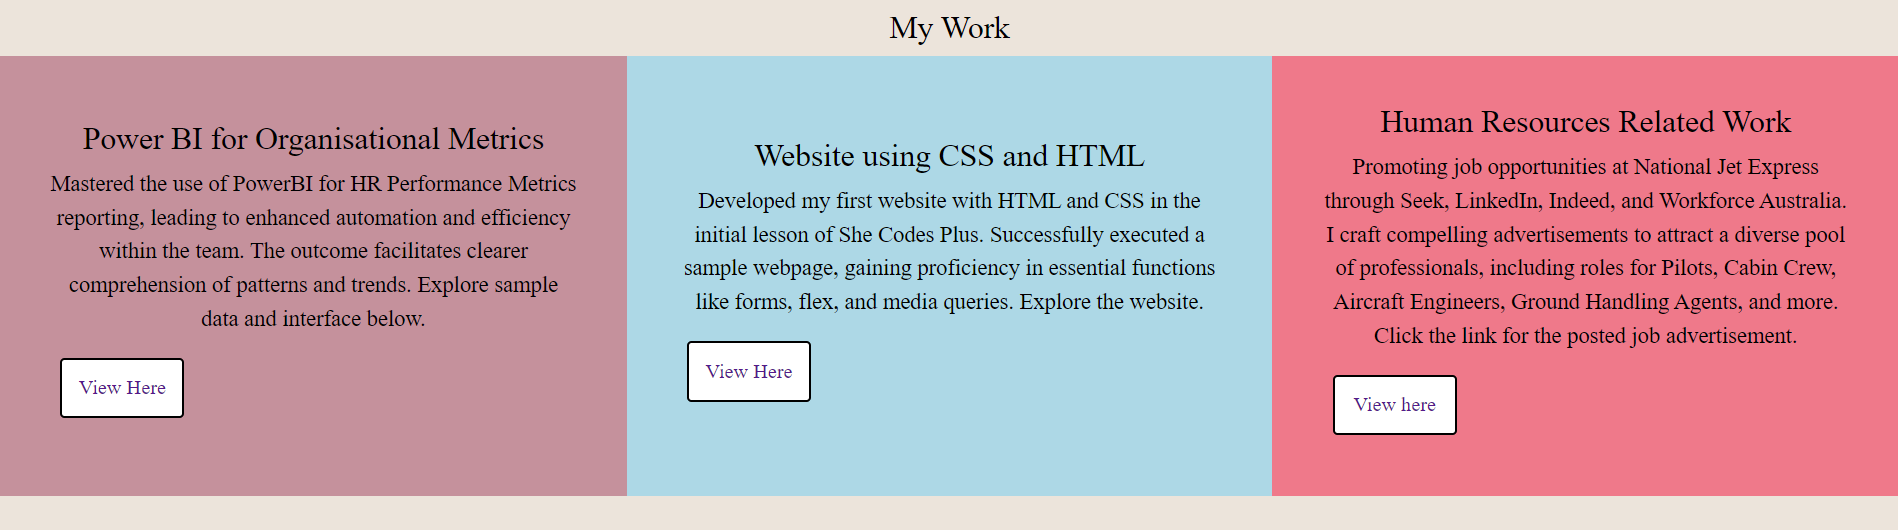 My Work
Power BI for Organisational Metrics
Mastered the use of PowerBI for HR Performance Metrics
reporting, leading to enhanced automation and efficiency
within the team. The outcome facilitates clearer
comprehension of patterns and trends. Explore sample
data and interface below.
View Here
Website using CSS and HTML
Developed my first website with HTML and CSS in the
initial lesson of She Codes Plus. Successfully executed a
sample webpage, gaining proficiency in essential functions
like forms, flex, and media queries. Explore the website.
View Here
Human Resources Related Work
Promoting job opportunities at National Jet Express
through Seek, LinkedIn, Indeed, and Workforce Australia.
I craft compelling advertisements to attract a diverse pool
of professionals, including roles for Pilots, Cabin Crew,
Aircraft Engineers, Ground Handling Agents, and more.
Click the link for the posted job advertisement.
View here